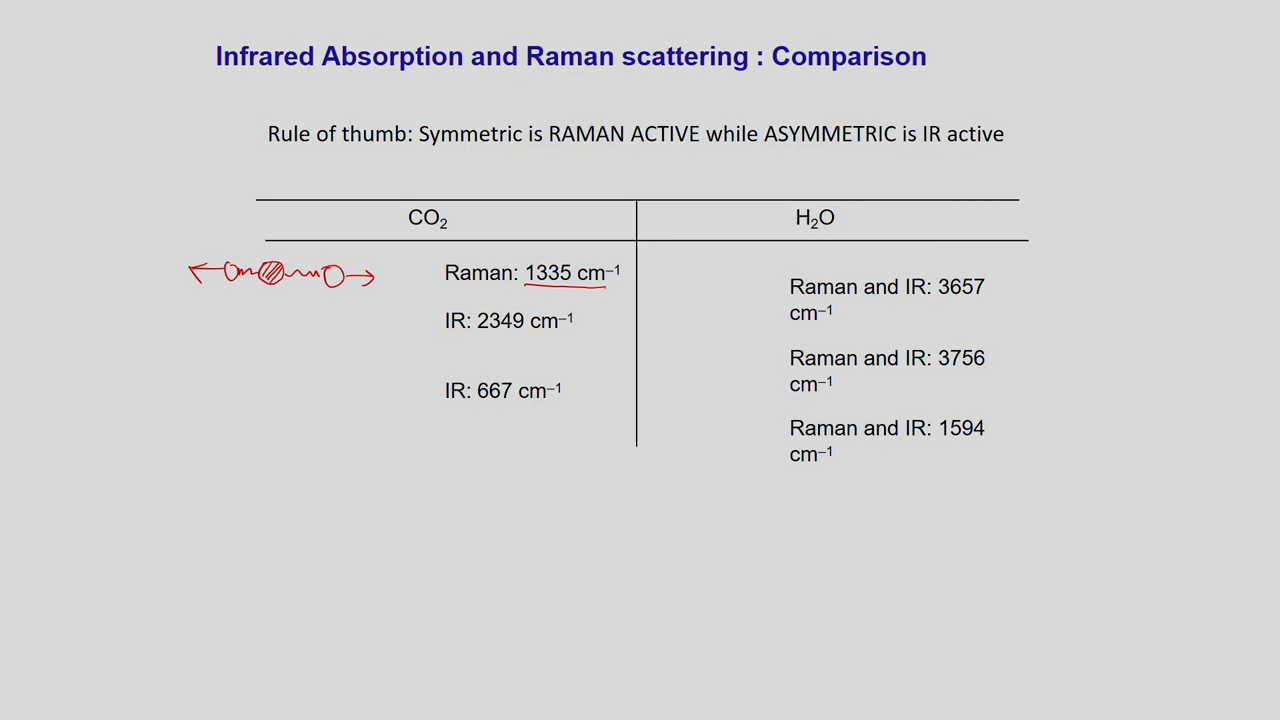 Infrared Absorption and Raman scattering : Comparison
Rule of thumb: Symmetric is RAMAN ACTIVE while ASYMMETRIC is IR active
CO₂
H₂O
Raman: 1335 cm⁻¹
IR: 2349 cm⁻¹
IR: 667 cm⁻¹
Raman and IR: 3657
cm⁻¹
Raman and IR: 3756
cm⁻¹
Raman and IR: 1594
cm⁻¹